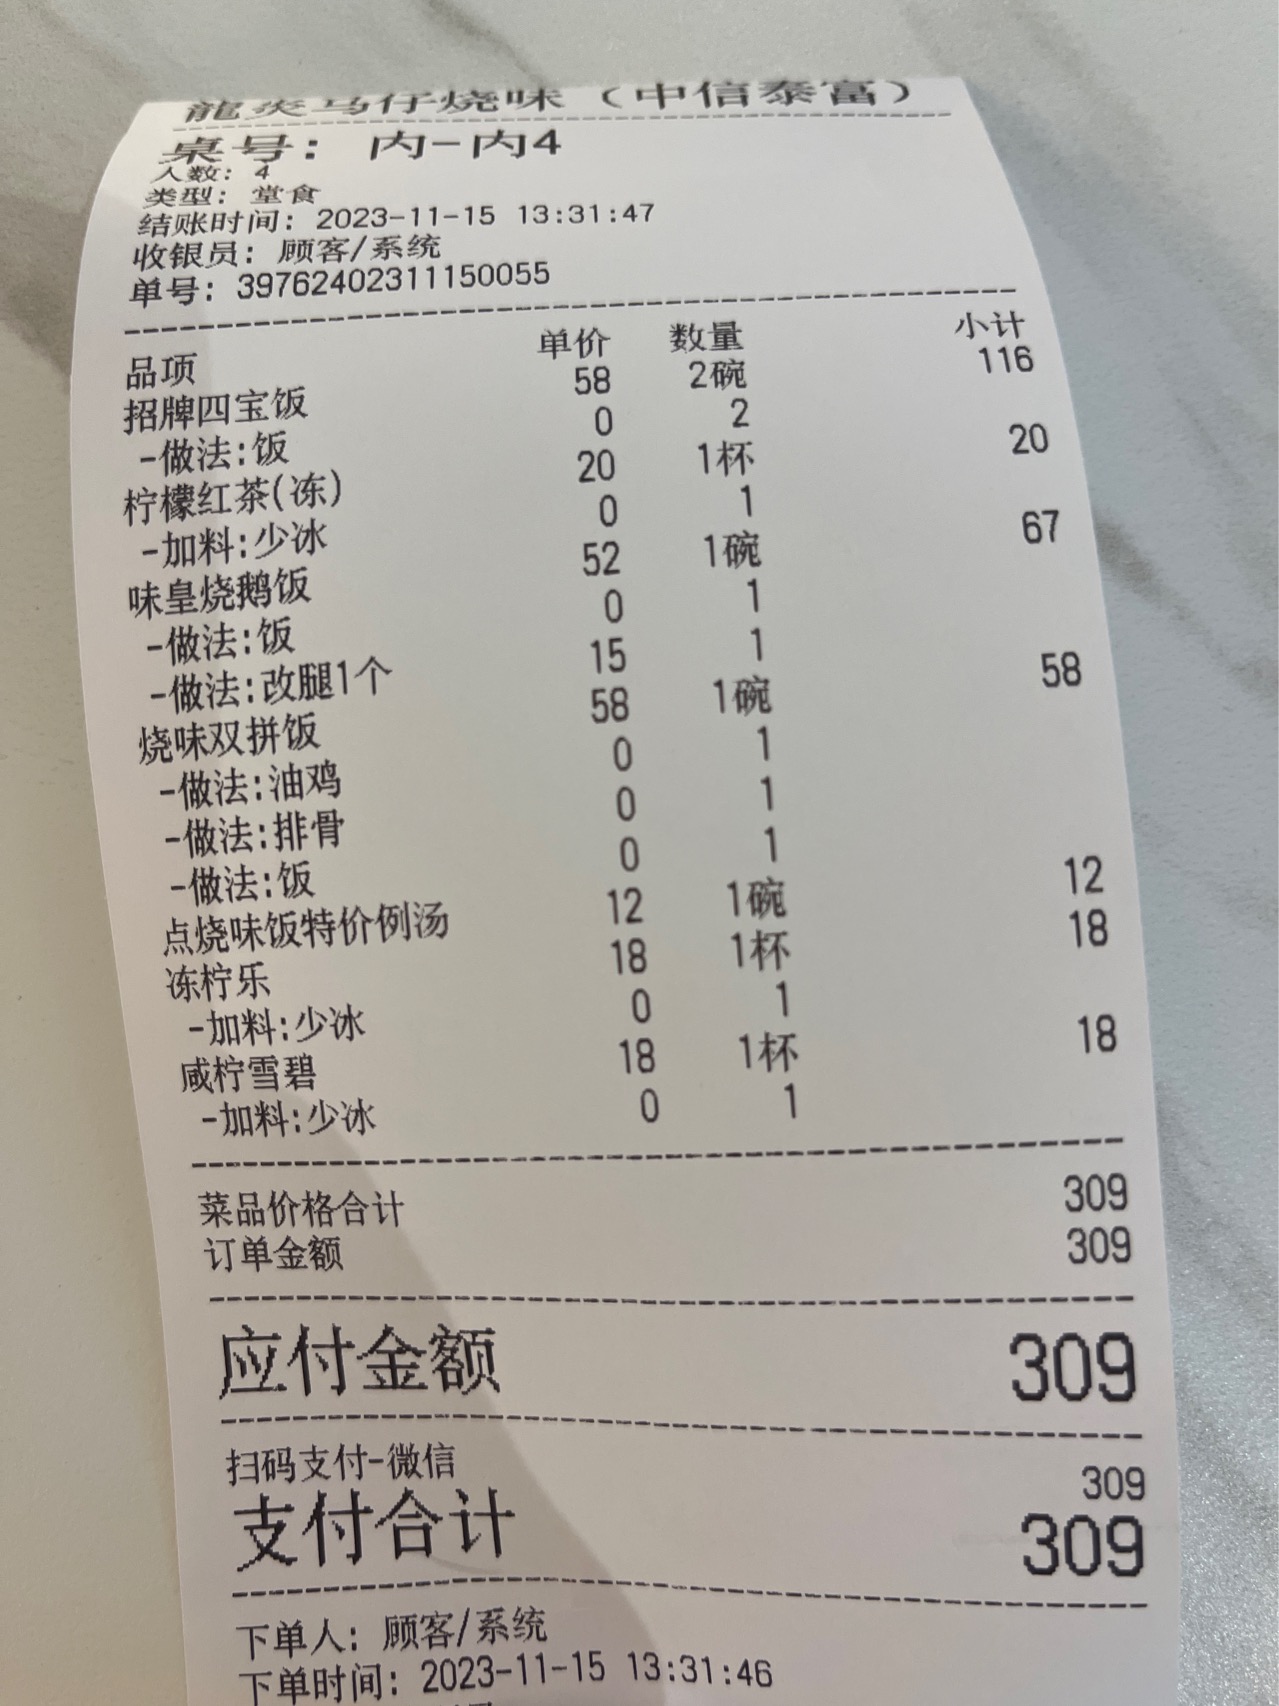 龍炎马仔烧味（中信泰富）
桌号：内-内4
人数：4
类型：堂食
结账时间：2023-11-15 13:31:47
收银员：顾客/系统
单号：39762402311150055
品项 单价 数量 小计
招牌四宝饭 58 2碗 116
-做法:饭 0 2
柠檬红茶(冻) 20 1杯 20
-加料:少冰 0 1
味皇烧鹅饭 52 1碗 67
-做法:饭 0 1
-做法:改腿1个 15 1
烧味双拼饭 58 1碗 58
-做法:油鸡 0 1
-做法:排骨 0 1
-做法:饭 0 1
点烧味饭特价例汤 12 1碗 12
冻柠乐 18 1杯 18
-加料:少冰 0 1
咸柠雪碧 18 1杯 18
-加料:少冰 0 1
菜品价格合计 309
订单金额 309
应付金额 309
扫码支付-微信 309
支付合计 309
下单人：顾客/系统
下单时间：2023-11-15 13:31:46